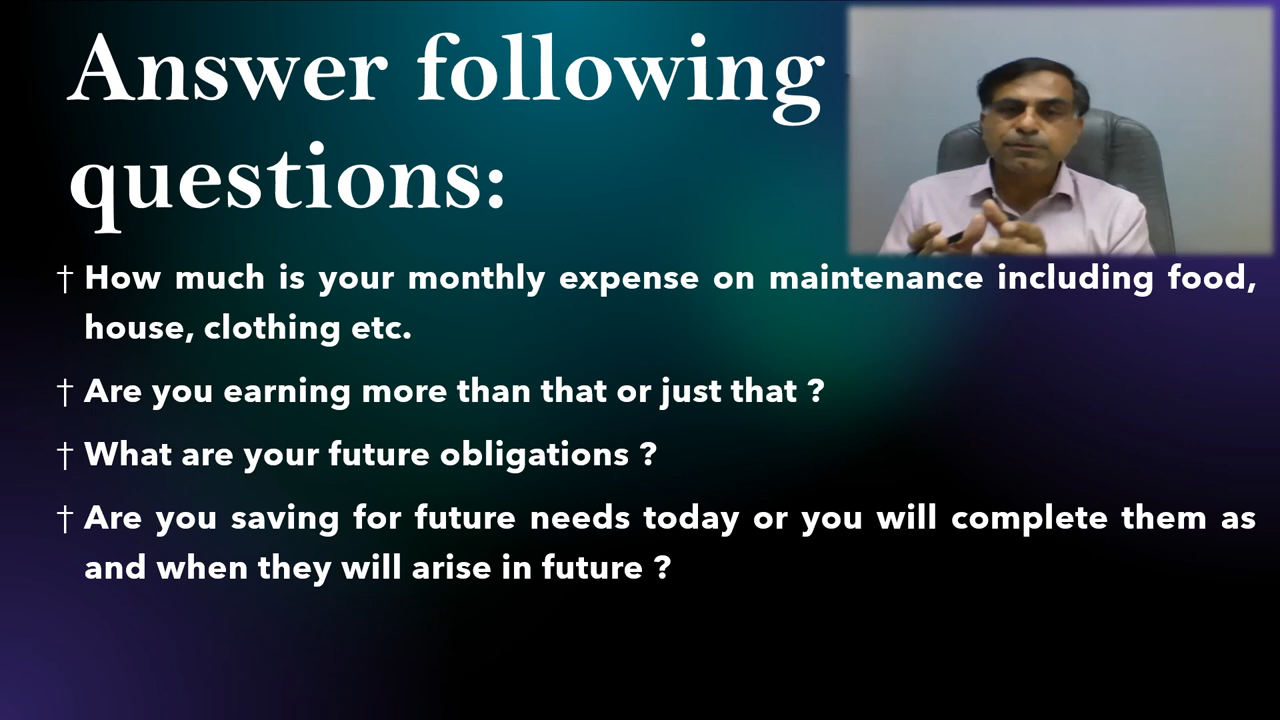 Answer following
questions:
† How much is your monthly expense on maintenance including food,
house, clothing etc.
† Are you earning more than that or just that ?
† What are your future obligations ?
† Are you saving for future needs today or you will complete them as
and when they will arise in future ?